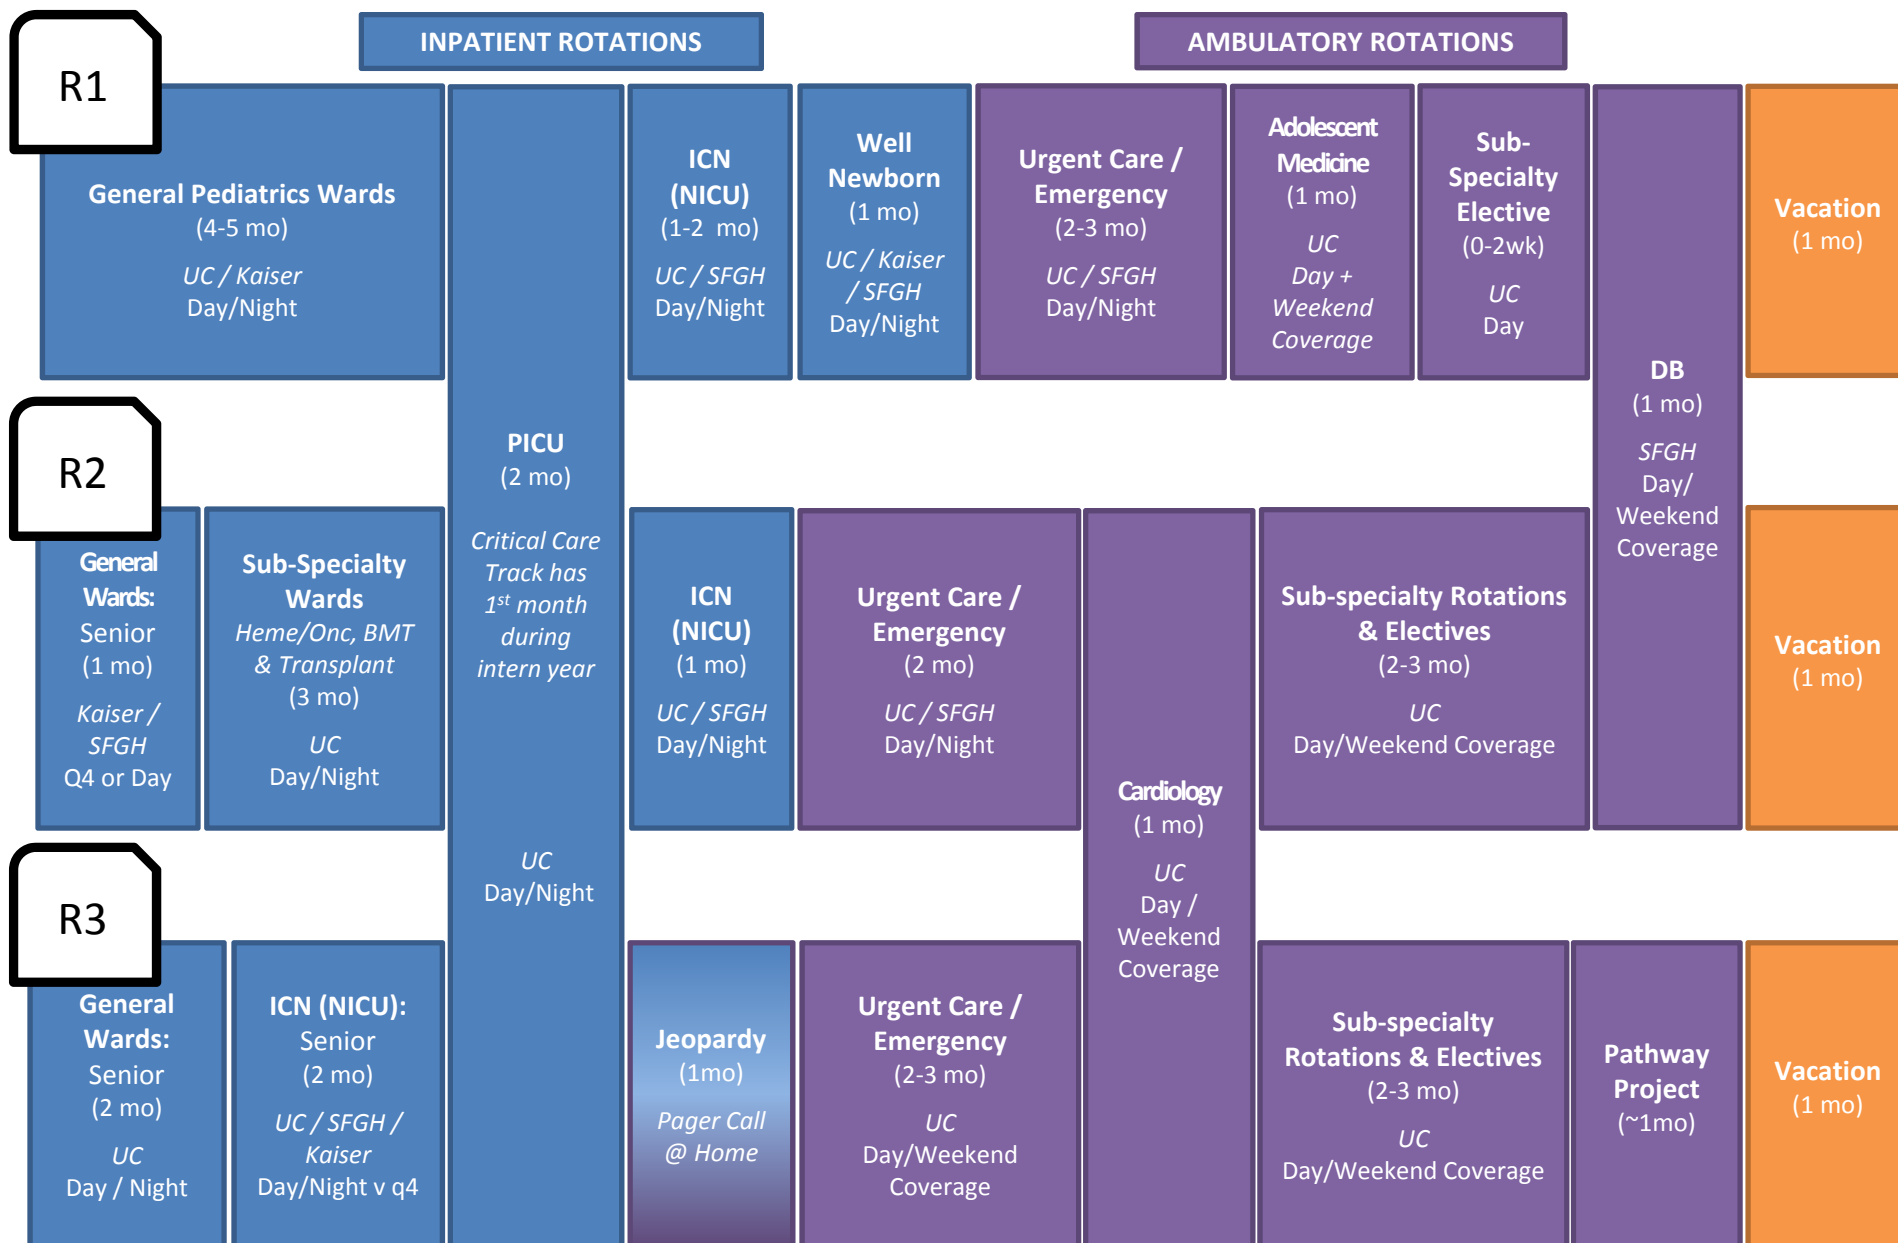 INPATIENT ROTATIONS
AMBULATORY ROTATIONS
R1
General Pediatrics Wards
(4-5 mo)
UC / Kaiser
Day/Night
PICU
(2 mo)
Critical Care
Track has
1st month
during
intern year
UC
Day/Night
ICN
(NICU)
(1-2 mo)
UC / SFGH
Day/Night
Well
Newborn
(1 mo)
UC / Kaiser
/ SFGH
Day/Night
Urgent Care /
Emergency
(2-3 mo)
UC / SFGH
Day/Night
Adolescent
Medicine
(1 mo)
UC
Day +
Weekend
Coverage
Sub-
Specialty
Elective
(0-2wk)
UC
Day
DB
(1 mo)
SFGH
Day/
Weekend
Coverage
Vacation
(1 mo)
R2
General
Wards:
Senior
(1 mo)
Kaiser /
SFGH
Q4 or Day
Sub-Specialty
Wards
Heme/Onc, BMT
& Transplant
(3 mo)
UC
Day/Night
ICN
(NICU)
(1 mo)
UC / SFGH
Day/Night
Urgent Care /
Emergency
(2 mo)
UC / SFGH
Day/Night
Cardiology
(1 mo)
UC
Day /
Weekend
Coverage
Sub-specialty Rotations
& Electives
(2-3 mo)
UC
Day/Weekend Coverage
Vacation
(1 mo)
R3
General
Wards:
Senior
(2 mo)
UC
Day / Night
ICN (NICU):
Senior
(2 mo)
UC / SFGH /
Kaiser
Day/Night v q4
Jeopardy
(1mo)
Pager Call
@ Home
Urgent Care /
Emergency
(2-3 mo)
UC
Day/Weekend
Coverage
Sub-specialty
Rotations & Electives
(2-3 mo)
UC
Day/Weekend Coverage
Pathway
Project
(~1mo)
Vacation
(1 mo)